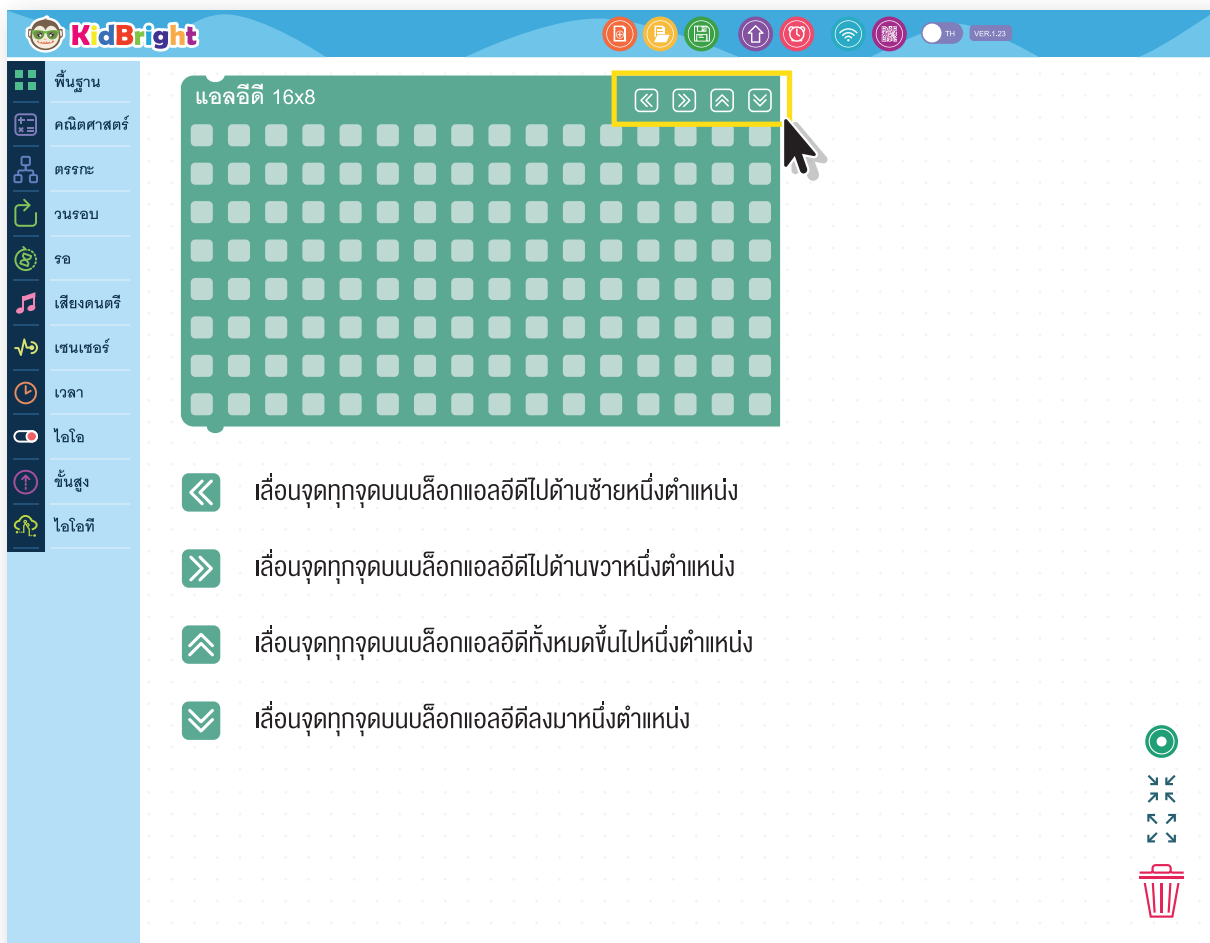 KidBright
TH
VER.1.23
พื้นฐาน
คณิตศาสตร์
ตรรกะ
วนรอบ
รอ
เสียงดนตรี
เซนเซอร์
เวลา
ไอโอ
ขั้นสูง
ไอโอที
แอลอีดี 16x8
เลื่อนจุดทุกจุดบนบล็อกแอลอีดีไปด้านซ้ายหนึ่งตำแหน่ง
เลื่อนจุดทุกจุดบนบล็อกแอลอีดีไปด้านขวาหนึ่งตำแหน่ง
เลื่อนจุดทุกจุดบนบล็อกแอลอีดีทั้งหมดขึ้นไปหนึ่งตำแหน่ง
เลื่อนจุดทุกจุดบนบล็อกแอลอีดีลงมาหนึ่งตำแหน่ง